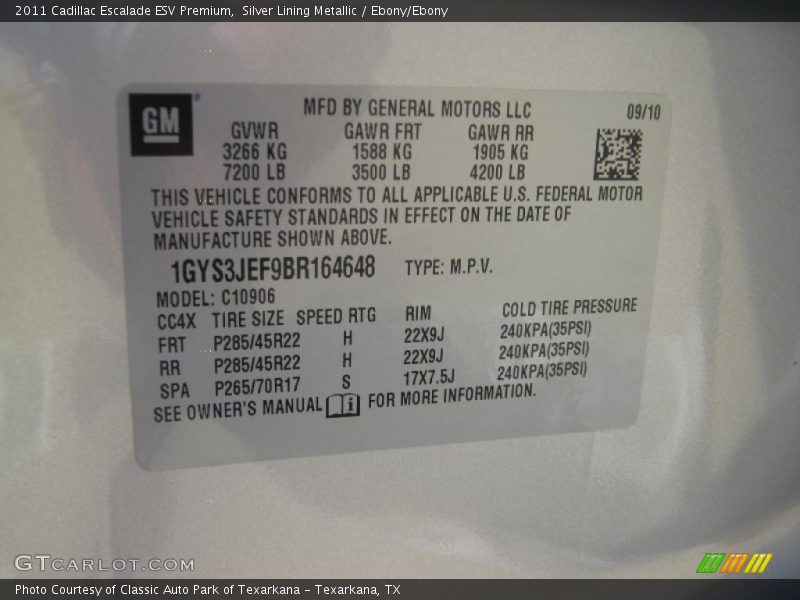 2011 Cadillac Escalade ESV Premium,  Silver Lining Metallic / Ebony/Ebony
GM®
MFD BY GENERAL MOTORS LLC 09/10
GVWR GAWR FRT GAWR RR
3266 KG 1588 KG 1905 KG
7200 LB 3500 LB 4200 LB
THIS VEHICLE CONFORMS TO ALL APPLICABLE U.S. FEDERAL MOTOR
VEHICLE SAFETY STANDARDS IN EFFECT ON THE DATE OF
MANUFACTURE SHOWN ABOVE.
1GYS3JEF9BR164648 TYPE: M.P.V.
MODEL: C10906
CC4X TIRE SIZE SPEED RTG RIM COLD TIRE PRESSURE
FRT P285/45R22 H 22X9J 240KPA(35PSI)
RR P285/45R22 H 22X9J 240KPA(35PSI)
SPA P265/70R17 S 17X7.5J 240KPA(35PSI)
SEE OWNER'S MANUAL i FOR MORE INFORMATION.
GTCARLOT.COM
Photo Courtesy of Classic Auto Park of Texarkana - Texarkana, TX